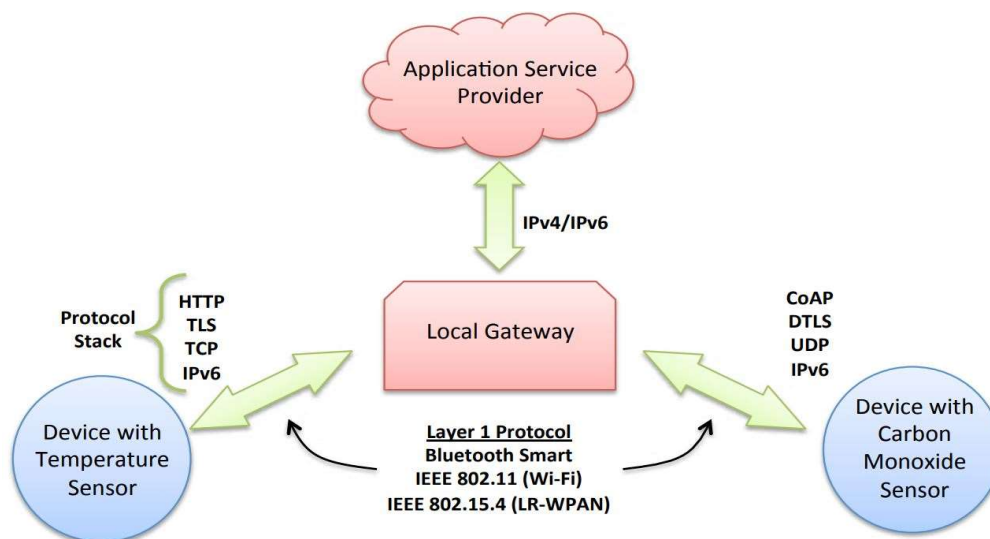 Application Service
Provider
IPv4/IPv6
Protocol
Stack
HTTP
TLS
TCP
IPv6
Local Gateway
CoAP
DTLS
UDP
IPv6
Device with
Temperature
Sensor
Layer 1 Protocol
Bluetooth Smart
IEEE 802.11 (Wi-Fi)
IEEE 802.15.4 (LR-WPAN)
Device with
Carbon
Monoxide
Sensor